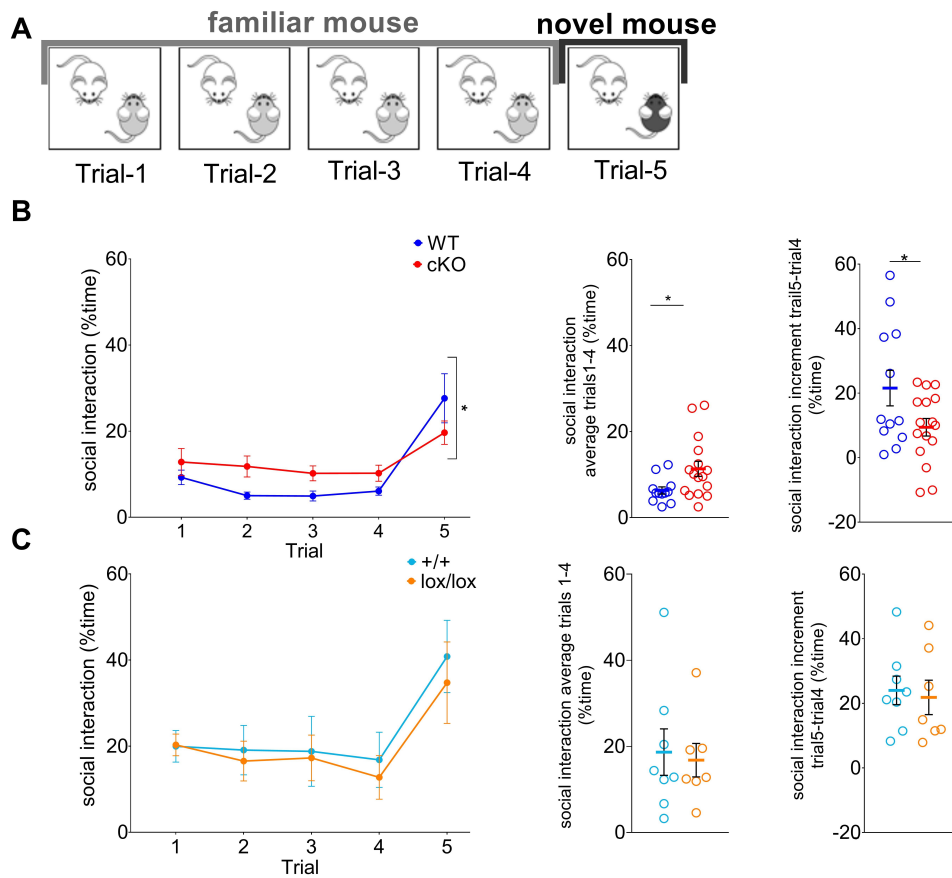 A
familiar mouse
novel mouse
Trial-1
Trial-2
Trial-3
Trial-4
Trial-5
B
WT
cKO
social interaction (%time)
60
40
20
0
1
2
3
4
5
Trial
*
social interaction
average trials1-4 (%time)
60
40
20
0
*
social interaction increment trail5-trial4
(%time)
60
40
20
0
-20
*
C
+/+
lox/lox
social interaction (%time)
60
40
20
0
1
2
3
4
5
Trial
social interaction average trials 1-4
(%time)
60
40
20
0
social interaction increment
trial5-trial4 (%time)
60
40
20
0
-20